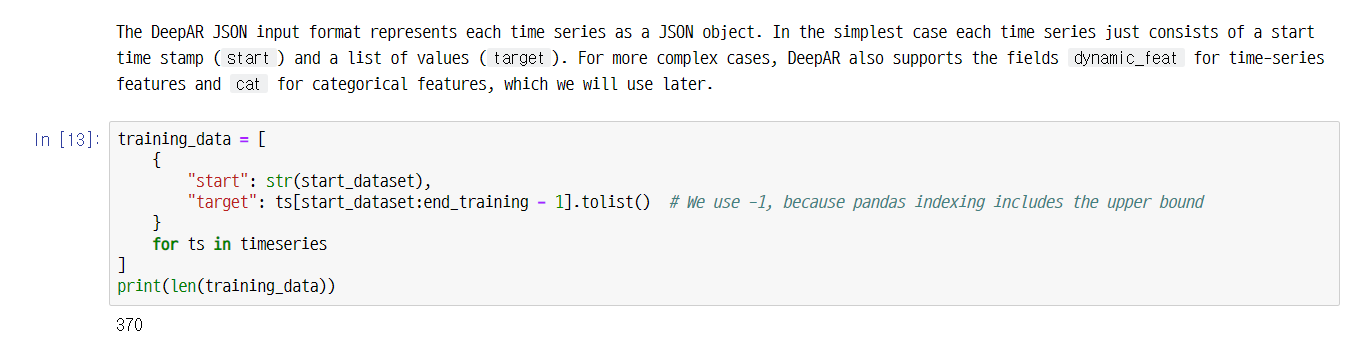 The DeepAR JSON input format represents each time series as a JSON object. In the simplest case each time series just consists of a start
time stamp ( start ) and a list of values ( target ). For more complex cases, DeepAR also supports the fields dynamic_feat for time-series
features and cat for categorical features, which we will use later.
In [13]:
training_data = [
    {
        "start": str(start_dataset),
        "target": ts[start_dataset:end_training - 1].tolist()  # We use -1, because pandas indexing includes the upper bound
    }
    for ts in timeseries
]
print(len(training_data))
370